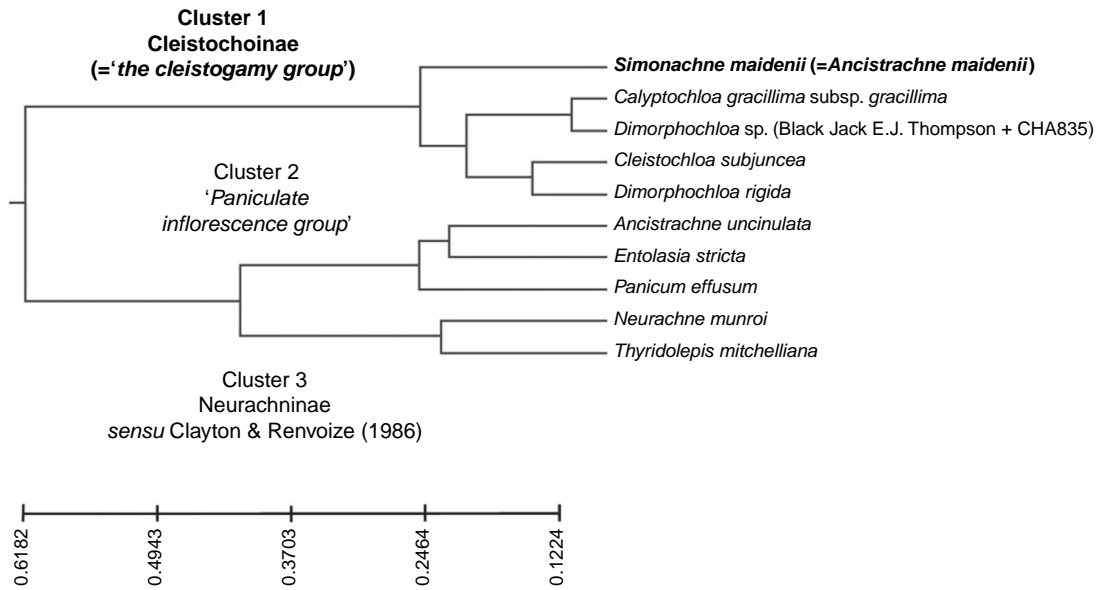 Cluster 1
Cleistochoinae
(=‘the cleistogamy group’)
Simonachne maidenii (=Ancistrachne maidenii)
Calyptochloa gracillima subsp. gracillima
Dimorphochloa sp. (Black Jack E.J. Thompson + CHA835)
Cleistochloa subjuncea
Dimorphochloa rigida
Cluster 2
‘Paniculate
inflorescence group’
Ancistrachne uncinulata
Entolasia stricta
Panicum effusum
Neurachne munroi
Thyridolepis mitchelliana
Cluster 3
Neurachninae
sensu Clayton & Renvoize (1986)
0.6182
0.4943
0.3703
0.2464
0.1224